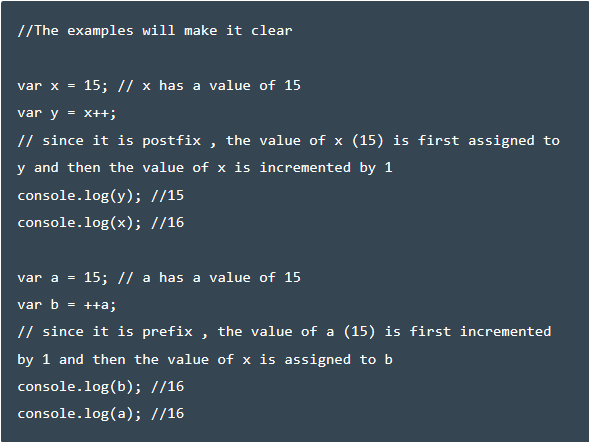 //The examples will make it clear
var x = 15; // x has a value of 15
var y = x++;
// since it is postfix , the value of x (15) is first assigned to
y and then the value of x is incremented by 1
console.log(y); //15
console.log(x); //16
var a = 15; // a has a value of 15
var b = ++a;
// since it is prefix , the value of a (15) is first incremented
by 1 and then the value of x is assigned to b
console.log(b); //16
console.log(a); //16